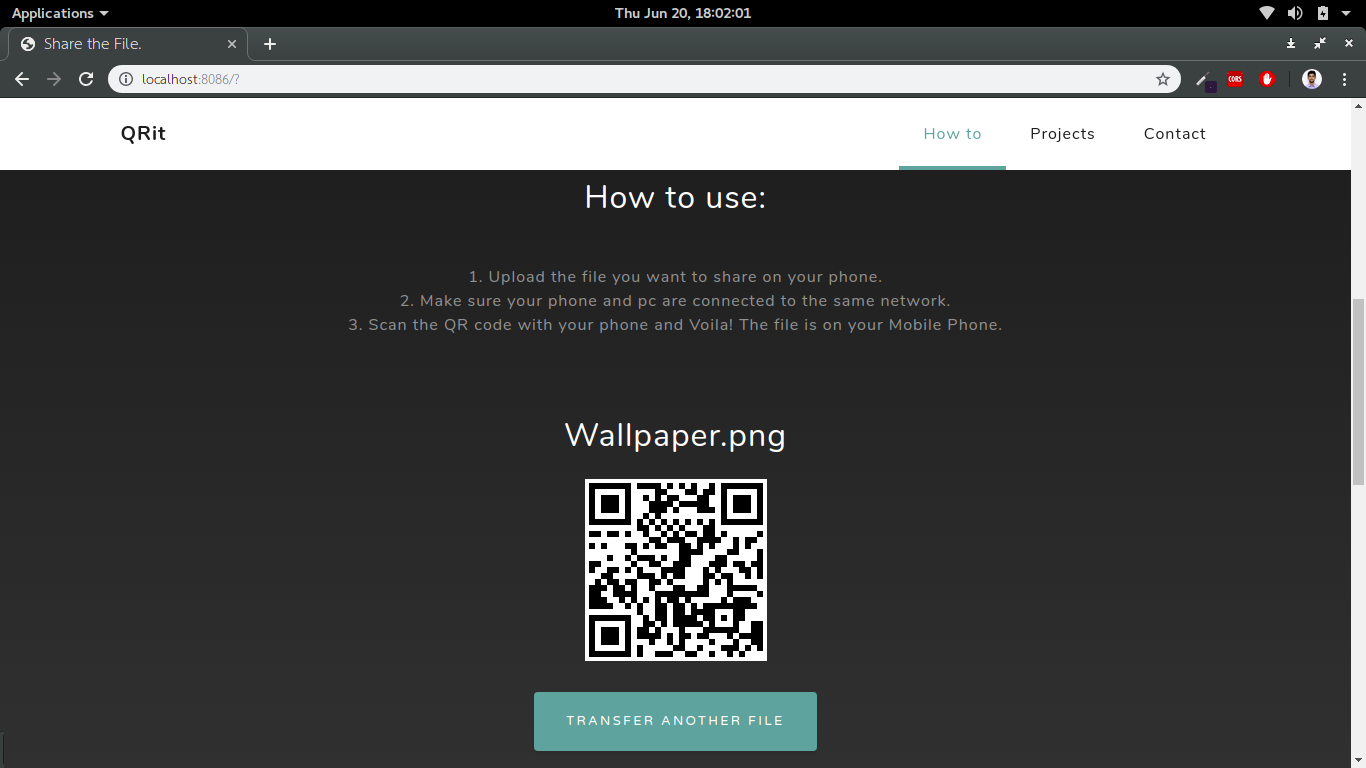 Applications
Thu Jun 20, 18:02:01
Share the File.
localhost:8086/?
CORS
QRit
How to
Projects
Contact
How to use:
1. Upload the file you want to share on your phone.
2. Make sure your phone and pc are connected to the same network.
3. Scan the QR code with your phone and Voila! The file is on your Mobile Phone.
Wallpaper.png
TRANSFER ANOTHER FILE